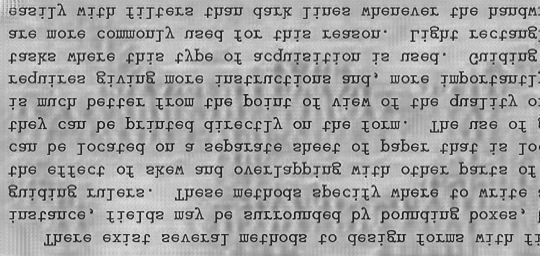 There exist several methods to design forms with fi
instance, fields may be surrounded by bounding boxes,
guiding rulers. These methods specify where to write
the effect of skew and overlapping with other parts of
can be located on a separate sheet of paper that is loc
they can be printed directly on the form. The use of g
is much better from the point of view of the quality o
requires giving more instructions and, more importantly
tasks where this type of acquisition is used. Guiding
are more commonly used for this reason. Light rectangl
easily with filters than dark lines whenever the handw